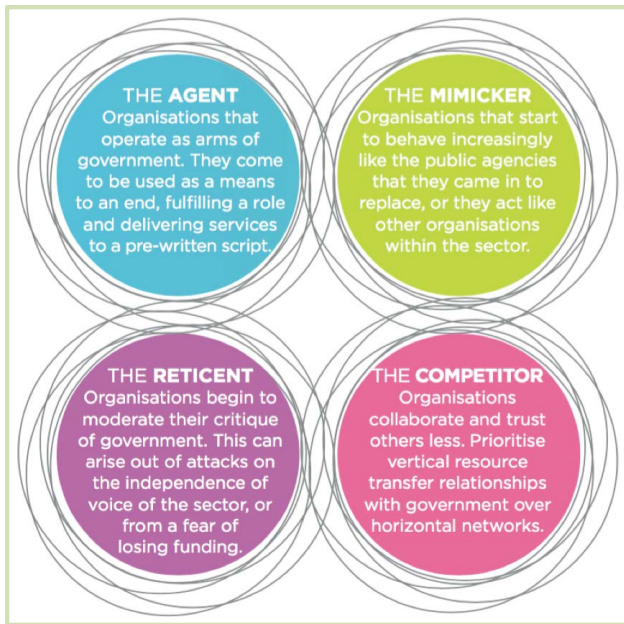 THE AGENT
Organisations that
operate as arms of
government. They come
to be used as a means
to an end, fulfilling a role
and delivering services
to a pre-written script.
THE MIMICKER
Organisations that start
to behave increasingly
like the public agencies
that they came in to
replace, or they act like
other organisations
within the sector.
THE RETICENT
Organisations begin to
moderate their critique
of government. This can
arise out of attacks on
the independence of
voice of the sector, or
from a fear of
losing funding.
THE COMPETITOR
Organisations
collaborate and trust
others less. Prioritise
vertical resource
transfer relationships
with government over
horizontal networks.